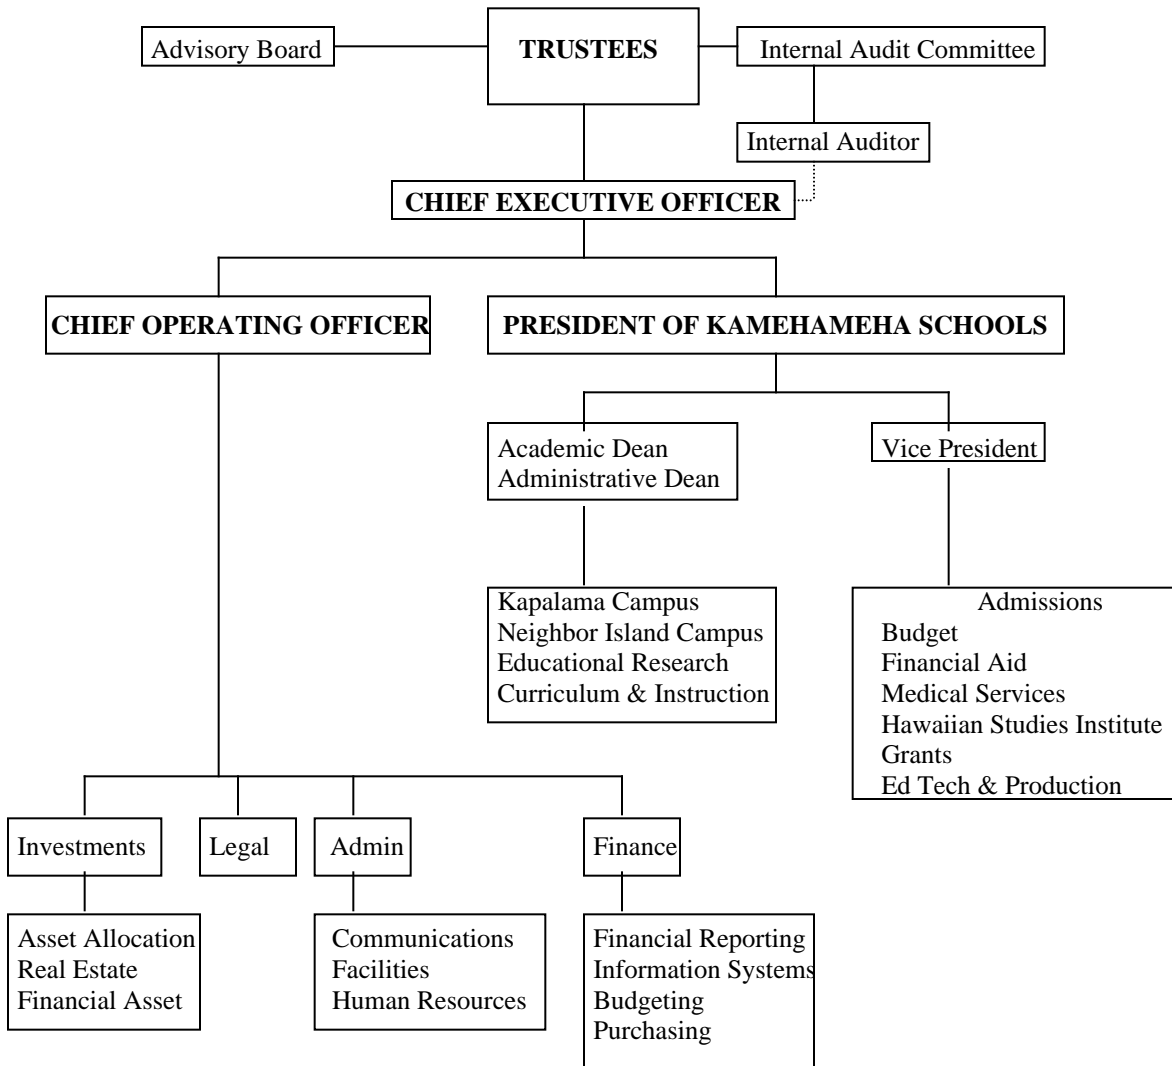 Advisory Board
TRUSTEES
Internal Audit Committee
Internal Auditor
CHIEF EXECUTIVE OFFICER
CHIEF OPERATING OFFICER
PRESIDENT OF KAMEHAMEHA SCHOOLS
Academic Dean
Administrative Dean
Vice President
Kapalama Campus
Neighbor Island Campus
Educational Research
Curriculum & Instruction
Admissions
Budget
Financial Aid
Medical Services
Hawaiian Studies Institute
Grants
Ed Tech & Production
Investments
Legal
Admin
Finance
Asset Allocation
Real Estate
Financial Asset
Communications
Facilities
Human Resources
Financial Reporting
Information Systems
Budgeting
Purchasing